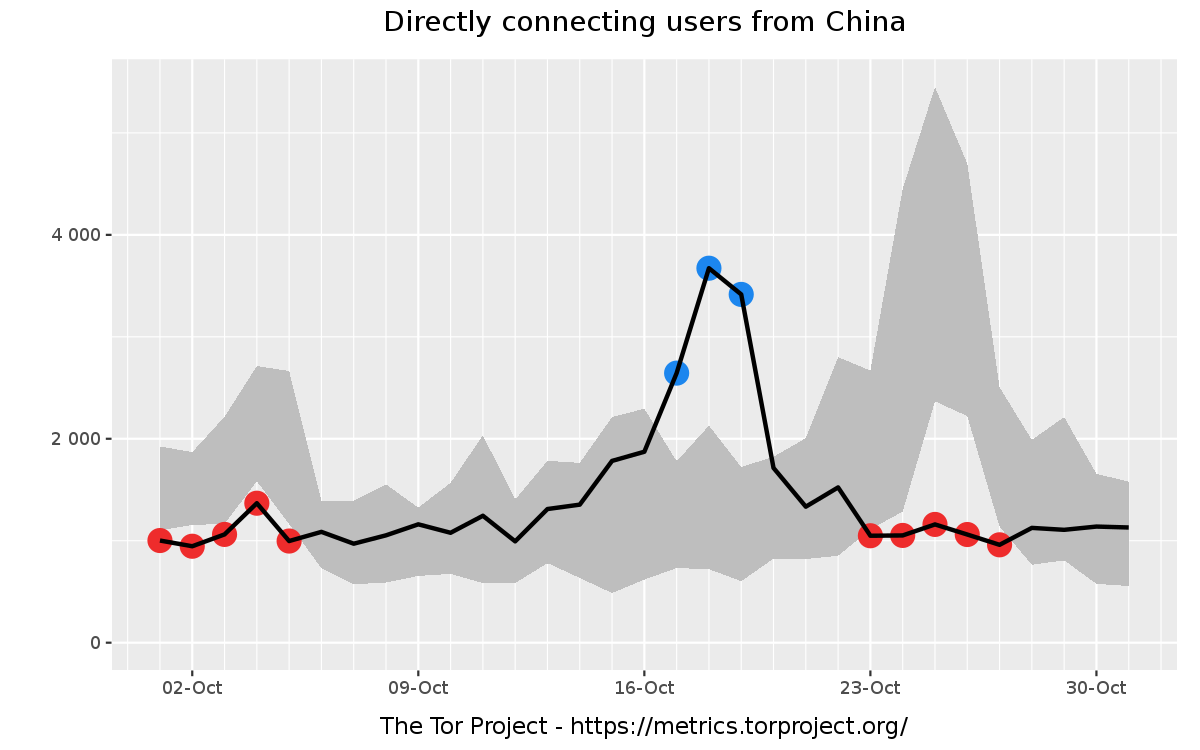 Directly connecting users from China
4 000
2 000
0
02-Oct
09-Oct
16-Oct
23-Oct
30-Oct
The Tor Project - https://metrics.torproject.org/